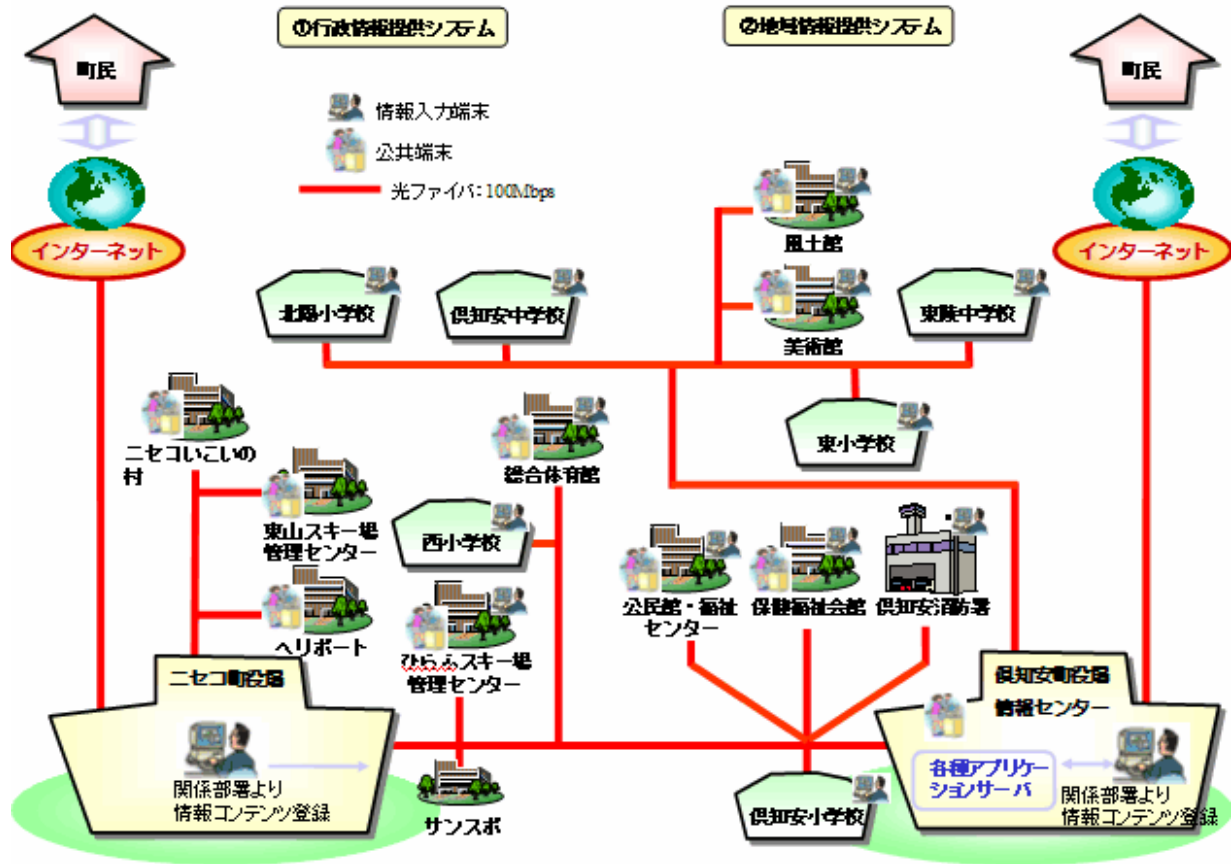 ①行政情報提供システム
②地域情報提供システム
町民
町民
情報入力端末
公共端末
光ファイバ:100Mbps
インターネット
インターネット
風土館
北陽小学校
倶知安中学校
美術館
東陵中学校
東小学校
ニセコいこいの
村
総合体育館
東山スキー場
管理センター
西小学校
公民館・福祉
センター
保健福祉会館
倶知安消防署
ヘリポート
ひらふスキー場
管理センター
ニセコ町役場
倶知安町役場
情報センター
各種アプリケー
ションサーバ
関係部署より
情報コンテンツ登録
関係部署より
情報コンテンツ登録
サンスポ
倶知安小学校